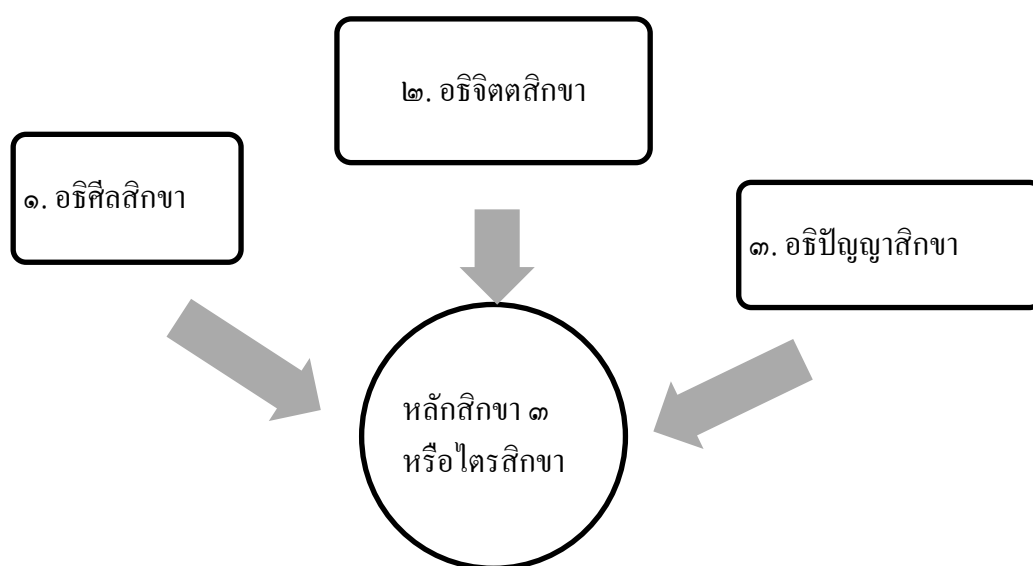 ๑. อธิศีลสิกขา
๒. อธิจิตตสิกขา
๓. อธิปัญญาสิกขา
หลักสิกขา ๓
หรือไตรสิกขา